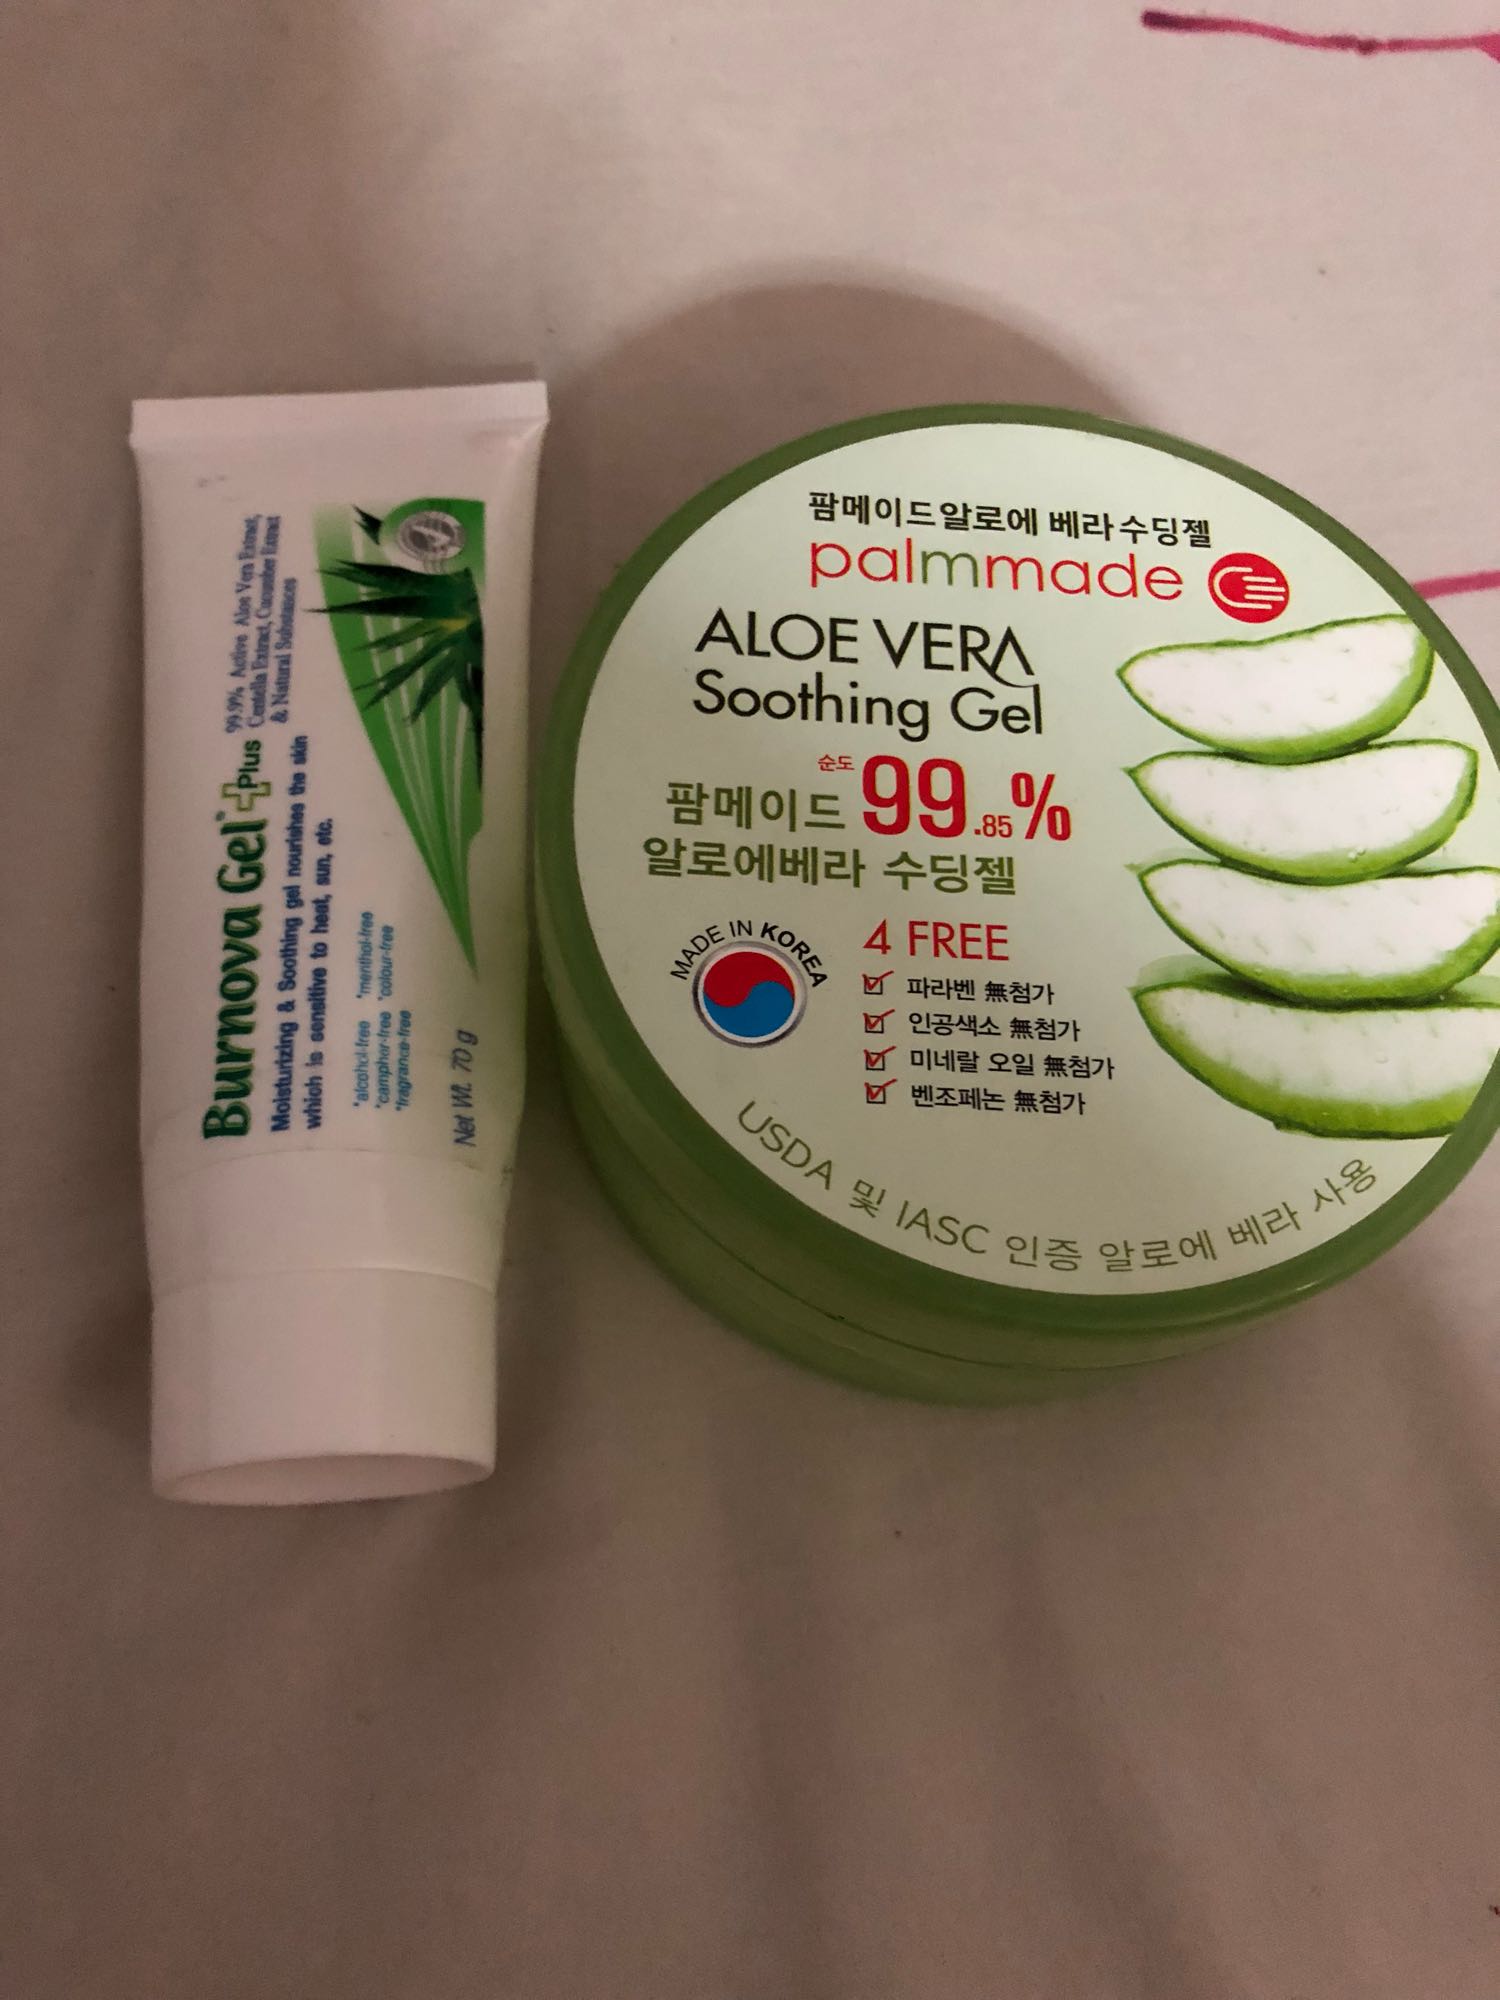 Burnova Gel Plus
99.9% Active Aloe Vera Extract,
Centella Extract, Cucumber Extract
& Natural Substances
Moisturizing & Soothing gel nourishes the skin
which is sensitive to heat, sun, etc.
*alcohol-free *menthol-free
*camphor-free *colour-free
*fragrance-free
Net Wt. 70 g
팜메이드알로에 베라수딩젤
palmmade
ALOE VERA
Soothing Gel
순도
팜메이드 99.85%
알로에베라 수딩젤
MADE IN KOREA
4 FREE
파라벤 無첨가
인공색소 無첨가
미네랄 오일 無첨가
벤조페논 無첨가
USDA 및 IASC 인증 알로에 베라 사용